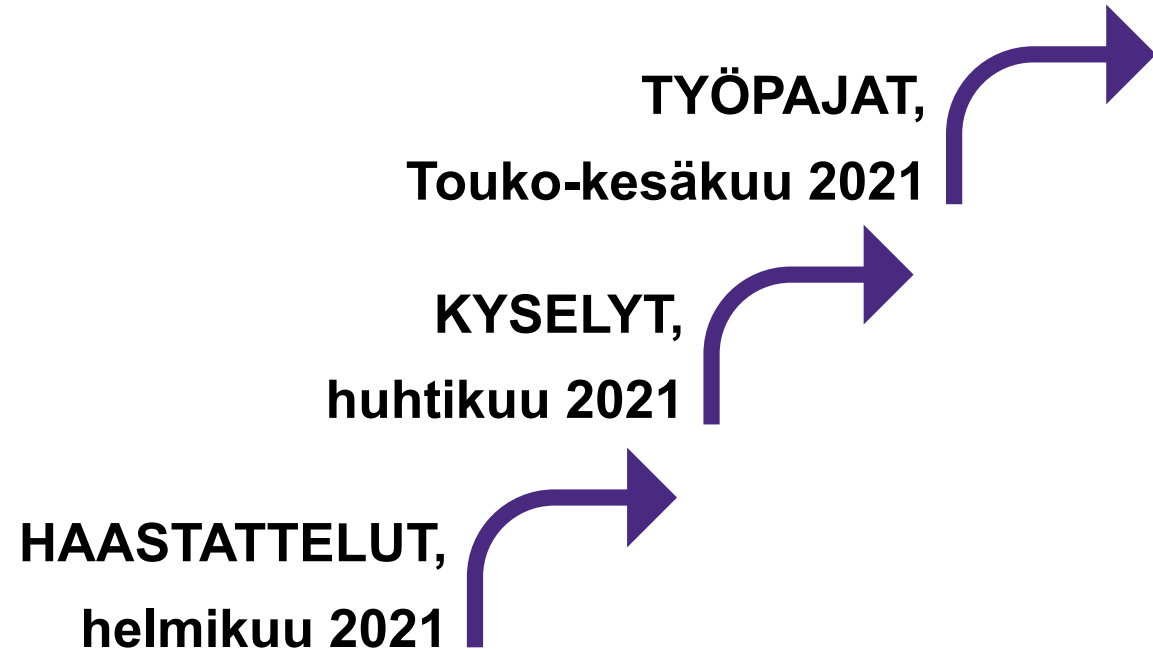 TYÖPAJAT,
Touko-kesäkuu 2021
KYSELYT,
huhtikuu 2021
HAASTATTELUT,
helmikuu 2021